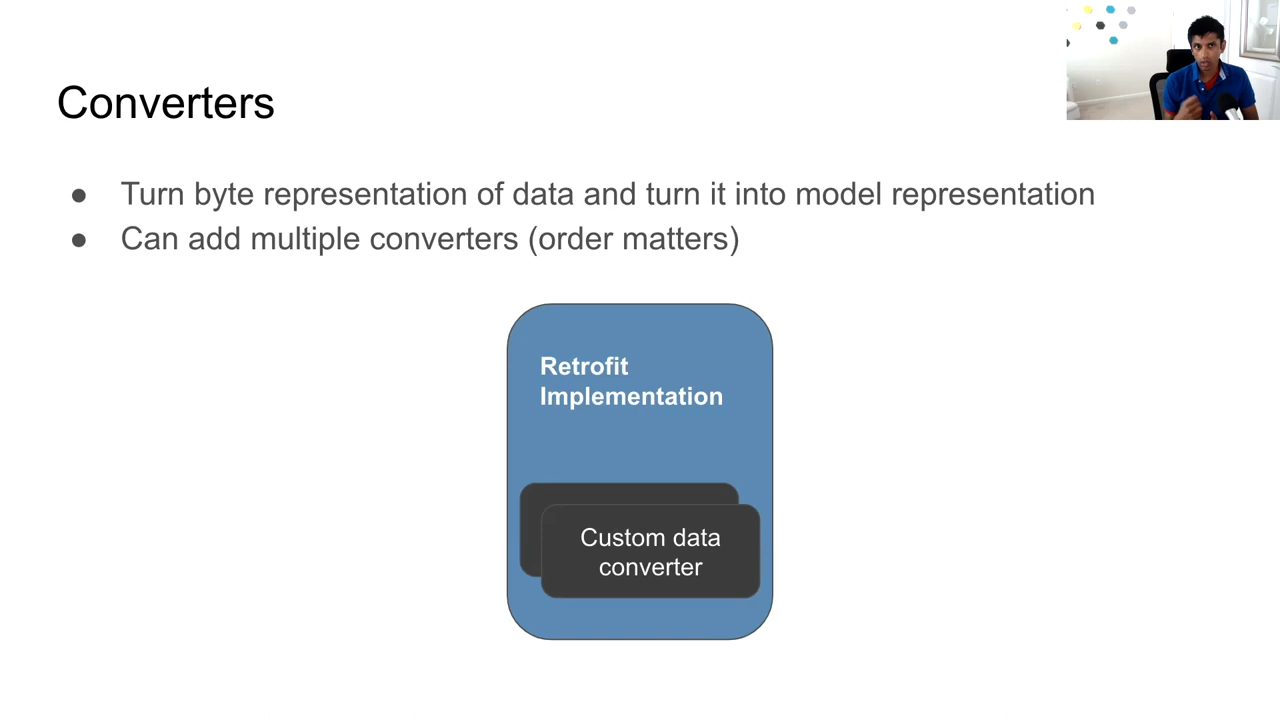 Converters
● Turn byte representation of data and turn it into model representation
● Can add multiple converters (order matters)
Retrofit
Implementation
Custom data
converter